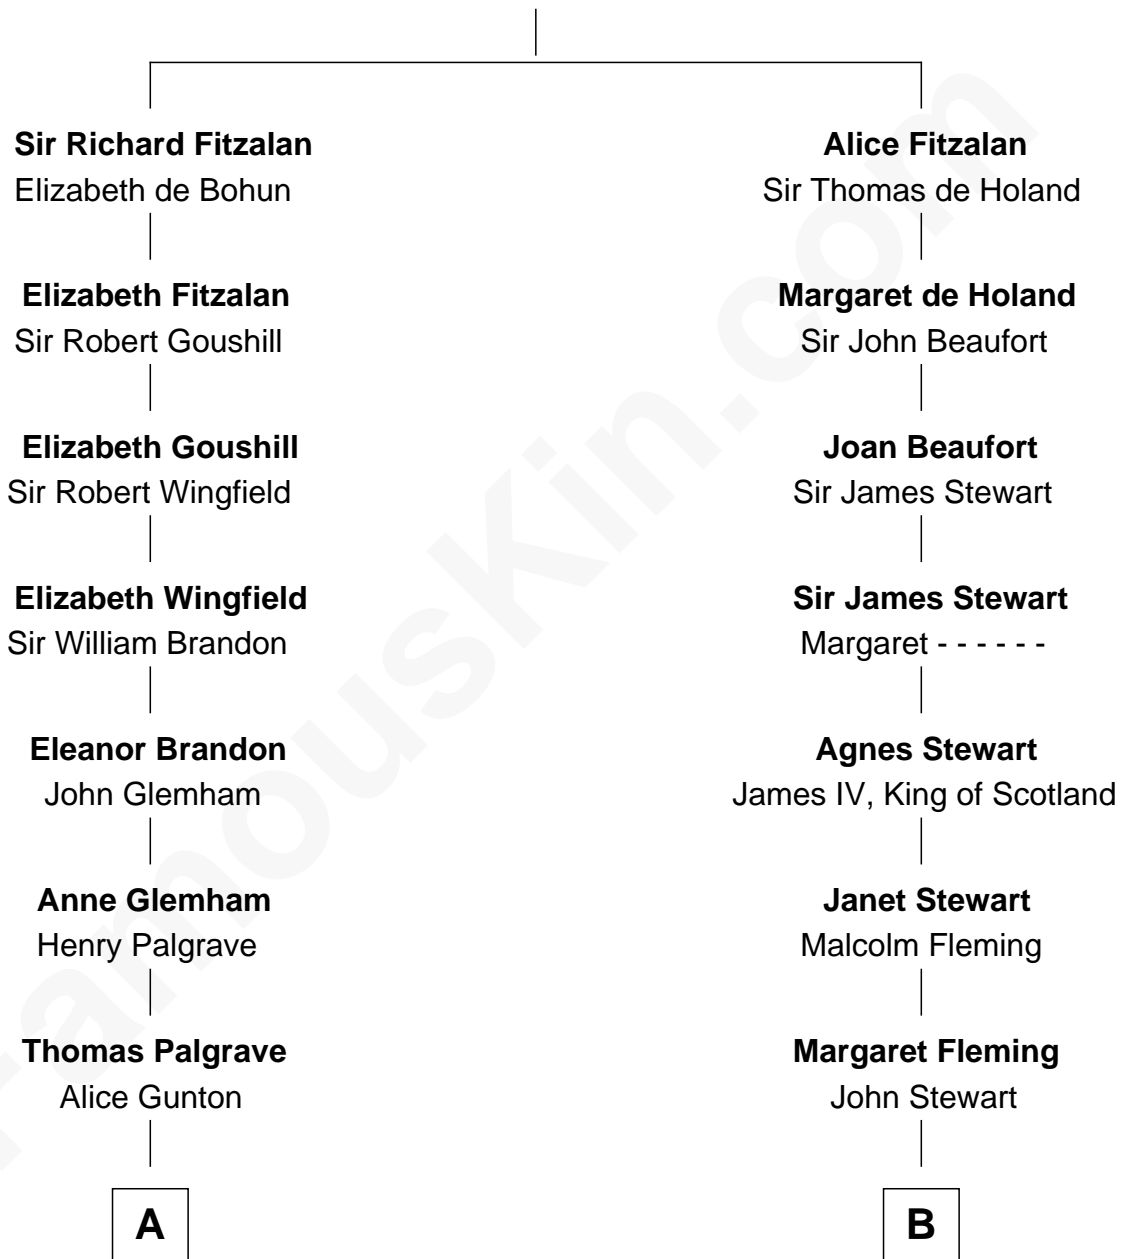 Sir Richard Fitzalan
Elizabeth de Bohun
Elizabeth Fitzalan
Sir Robert Goushill
Elizabeth Goushill
Sir Robert Wingfield
Elizabeth Wingfield
Sir William Brandon
Eleanor Brandon
John Glemham
Anne Glemham
Henry Palgrave
Thomas Palgrave
Alice Gunton
A
Alice Fitzalan
Sir Thomas de Holand
Margaret de Holand
Sir John Beaufort
Joan Beaufort
Sir James Stewart
Sir James Stewart
Margaret - - - - - -
Agnes Stewart
James IV, King of Scotland
Janet Stewart
Malcolm Fleming
Margaret Fleming
John Stewart
B
FamousKin.com